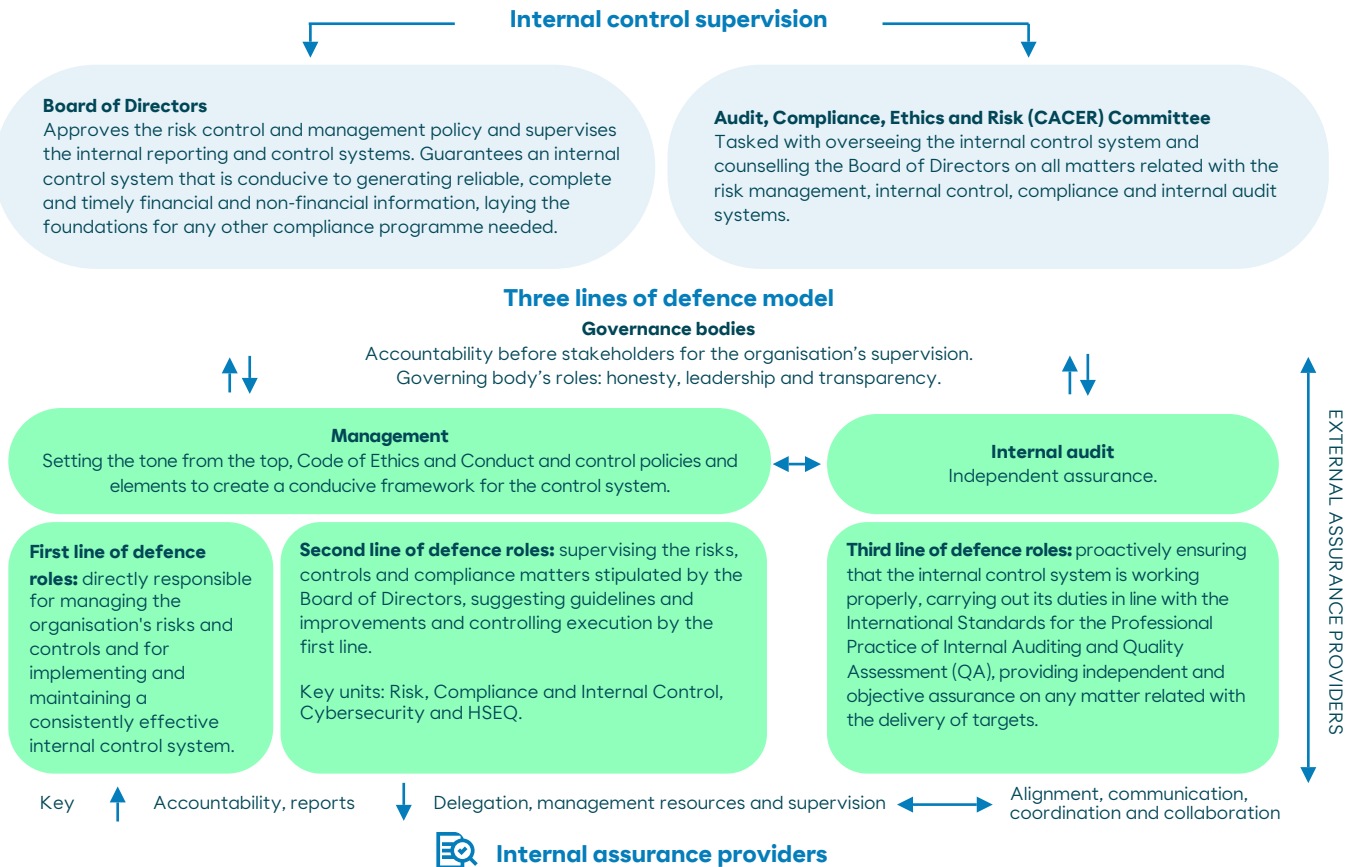 Internal control supervision
Board of Directors
Approves the risk control and management policy and supervises
the internal reporting and control systems. Guarantees an internal
control system that is conducive to generating reliable, complete
and timely financial and non-financial information, laying the
foundations for any other compliance programme needed.
Audit, Compliance, Ethics and Risk (CACER) Committee
Tasked with overseeing the internal control system and
counselling the Board of Directors on all matters related with the
risk management, internal control, compliance and internal audit
systems.
Three lines of defence model
Governance bodies
Accountability before stakeholders for the organisation’s supervision.
Governing body’s roles: honesty, leadership and transparency.
Management
Setting the tone from the top, Code of Ethics and Conduct and control policies and
elements to create a conducive framework for the control system.
Internal audit
Independent assurance.
First line of defence
roles: directly responsible
for managing the
organisation's risks and
controls and for
implementing and
maintaining a
consistently effective
internal control system.
Second line of defence roles: supervising the risks,
controls and compliance matters stipulated by the
Board of Directors, suggesting guidelines and
improvements and controlling execution by the
first line.
Key units: Risk, Compliance and Internal Control,
Cybersecurity and HSEQ.
Third line of defence roles: proactively ensuring
that the internal control system is working
properly, carrying out its duties in line with the
International Standards for the Professional
Practice of Internal Auditing and Quality
Assessment (QA), providing independent and
objective assurance on any matter related with
the delivery of targets.
EXTERNAL ASSURANCE PROVIDERS
Key
Accountability, reports
Delegation, management resources and supervision
Alignment, communication,
coordination and collaboration
Internal assurance providers